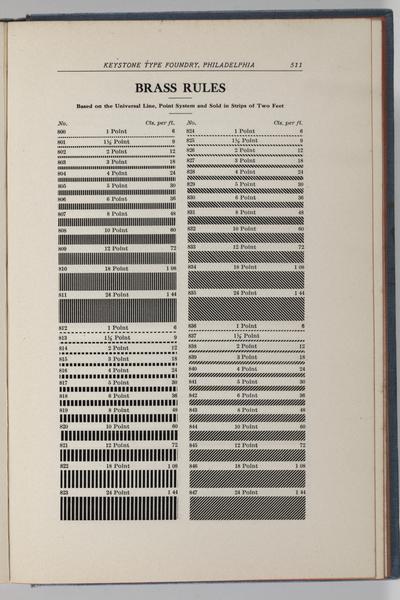 KEYSTONE TYPE FOUNDRY, PHILADELPHIA 511
BRASS RULES
Based on the Universal Line, Point System and Sold in Strips of Two Feet
No. Cts. per ft.
800 1 Point 6
801 1½ Point 9
802 2 Point 12
803 3 Point 18
804 4 Point 24
805 5 Point 30
806 6 Point 36
807 8 Point 48
808 10 Point 60
809 12 Point 72
810 18 Point 1 08
811 24 Point 1 44
812 1 Point 6
813 1½ Point 9
814 2 Point 12
815 3 Point 18
816 4 Point 24
817 5 Point 30
818 6 Point 36
819 8 Point 48
820 10 Point 60
821 12 Point 72
822 18 Point 1 08
823 24 Point 1 44
No. Cts. per ft.
824 1 Point 6
825 1½ Point 9
826 2 Point 12
827 3 Point 18
828 4 Point 24
829 5 Point 30
830 6 Point 36
831 8 Point 48
832 10 Point 60
833 12 Point 72
834 18 Point 1 08
835 24 Point 1 44
836 1 Point 6
837 1½ Point 9
838 2 Point 12
839 3 Point 18
840 4 Point 24
841 5 Point 30
842 6 Point 36
843 8 Point 48
844 10 Point 60
845 12 Point 72
846 18 Point 1 08
847 24 Point 1 44